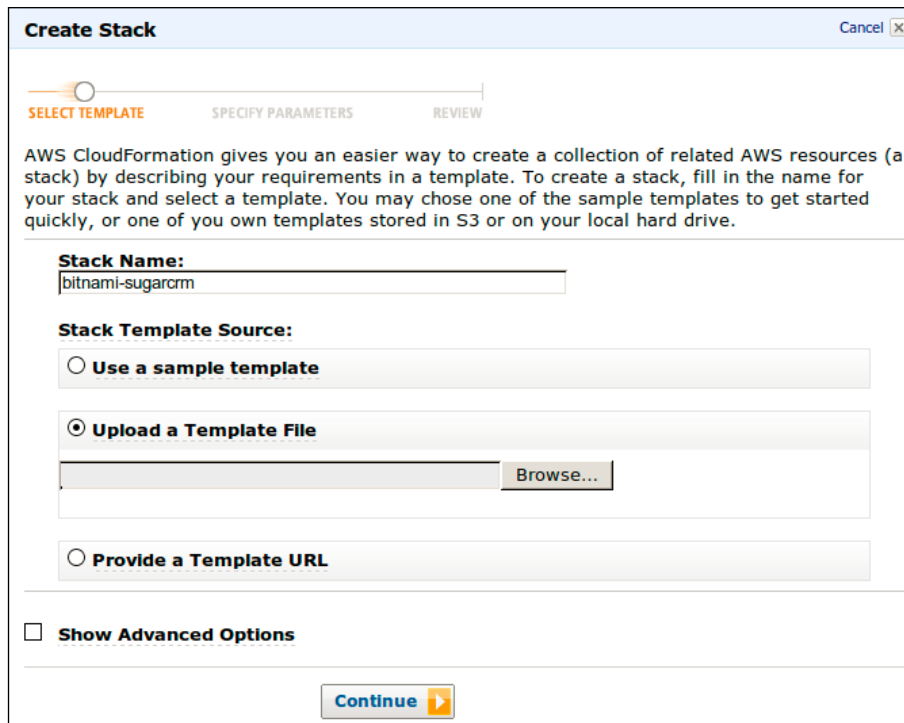 Create Stack
Cancel
SELECT TEMPLATE SPECIFY PARAMETERS REVIEW
AWS CloudFormation gives you an easier way to create a collection of related AWS resources (a
stack) by describing your requirements in a template. To create a stack, fill in the name for
your stack and select a template. You may chose one of the sample templates to get started
quickly, or one of you own templates stored in S3 or on your local hard drive.
Stack Name:
bitnami-sugarcrm
Stack Template Source:
Use a sample template
Upload a Template File
Browse...
Provide a Template URL
Show Advanced Options
Continue